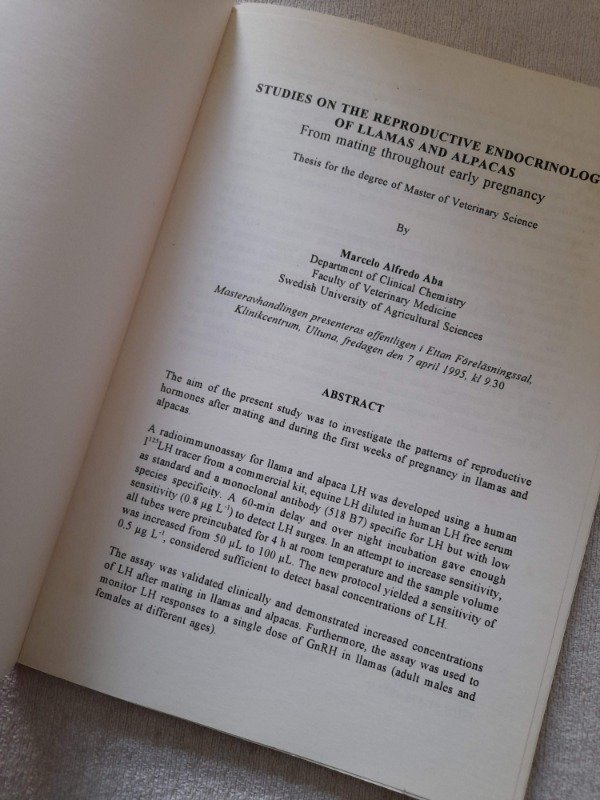 STUDIES ON THE REPRODUCTIVE ENDOCRINOLOG
OF LLAMAS AND ALPACAS
From mating throughout early pregnancy
Thesis for the degree of Master of Veterinary Science
By
Marcelo Alfredo Aba
Department of Clinical Chemistry
Faculty of Veterinary Medicine
Swedish University of Agricultural Sciences
Masteravhandlingen presenteras offentligen i Ettan Föreläsningssal,
Klinikcentrum, Ultuna, fredagen den 7 april 1995, kl 9.30
ABSTRACT
The aim of the present study was to investigate the patterns of reproductive
hormones after mating and during the first weeks of pregnancy in llamas and
alpacas.
A radioimmunoassay for llama and alpaca LH was developed using a human
I¹²⁵LH tracer from a commercial kit, equine LH diluted in human LH free serum
as standard and a monoclonal antibody (518 B7) specific for LH but with low
species specificity. A 60-min delay and over night incubation gave enough
sensitivity (0.8 µg L⁻¹) to detect LH surges. In an attempt to increase sensitivity,
all tubes were preincubated for 4 h at room temperature and the sample volume
was increased from 50 µL to 100 µL. The new protocol yielded a sensitivity of
0.5 µg L⁻¹, considered sufficient to detect basal concentrations of LH.
The assay was validated clinically and demonstrated increased concentrations
of LH after mating in llamas and alpacas. Furthermore, the assay was used to
monitor LH responses to a single dose of GnRH in llamas (adult males and
females at different ages).